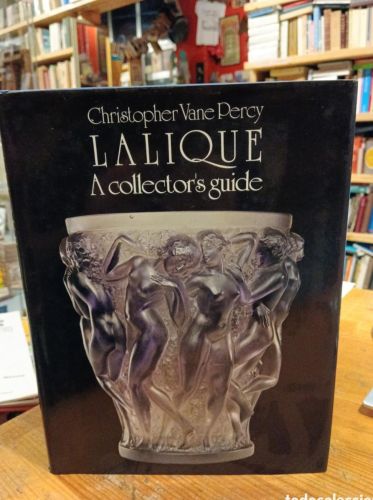 Christopher Vane Percy
LALIQUE
A collector's guide